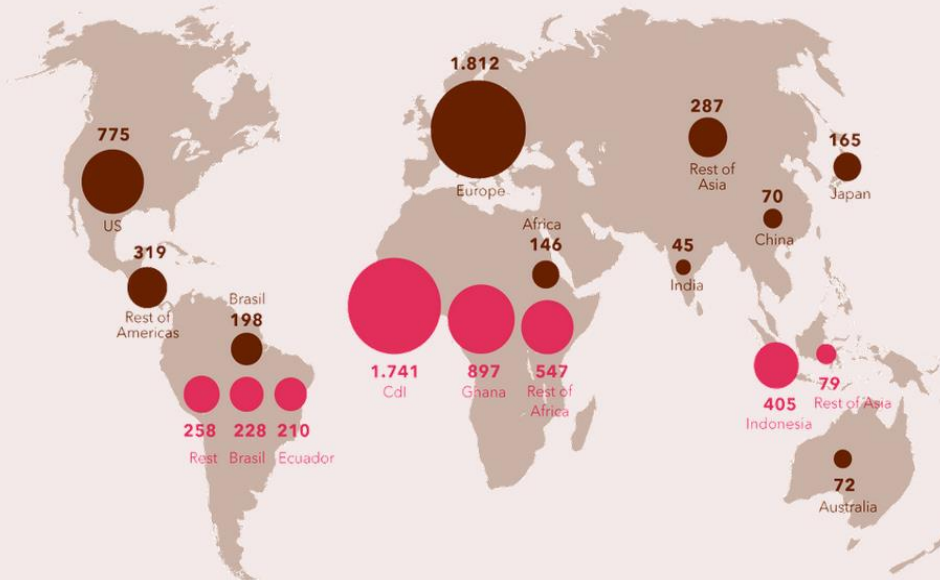 1.812
Europe
775
US
287
Rest of
Asia
165
Japan
70
China
45
India
Africa
146
319
Rest of
Americas
Brasil
198
1.741
CdI
897
Ghana
547
Rest of
Africa
258
Rest
228
Brasil
210
Ecuador
405
Indonesia
79
Rest of Asia
72
Australia